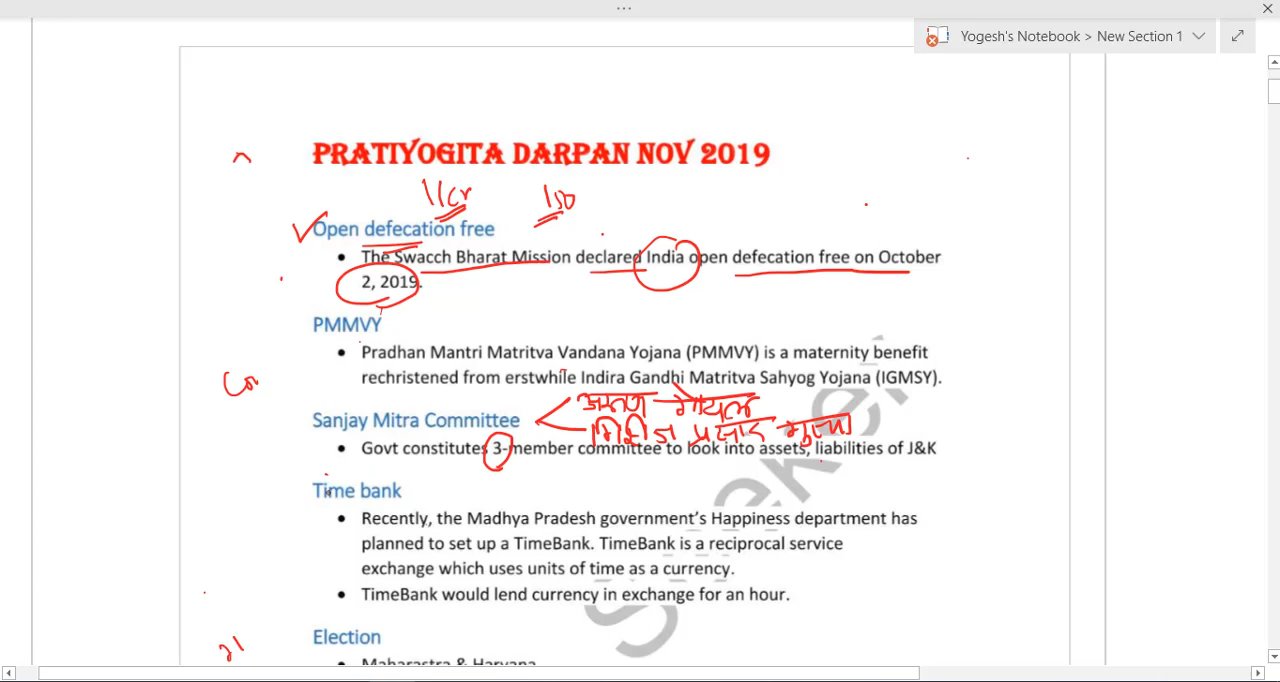 Yogesh's Notebook > New Section 1
PRATIYOGITA DARPAN NOV 2019
11cr 150
Open defecation free
• The Swacch Bharat Mission declared India open defecation free on October
2, 2019.
PMMVY
• Pradhan Mantri Matritva Vandana Yojana (PMMVY) is a maternity benefit
rechristened from erstwhile Indira Gandhi Matritva Sahyog Yojana (IGMSY).
अरुण गोयल
Sanjay Mitra Committee
गिरिराज प्रसाद गुप्ता
• Govt constitutes 3-member committee to look into assets, liabilities of J&K
Time bank
• Recently, the Madhya Pradesh government's Happiness department has
planned to set up a TimeBank. TimeBank is a reciprocal service
exchange which uses units of time as a currency.
• TimeBank would lend currency in exchange for an hour.
Election
Maharastra & Haryana